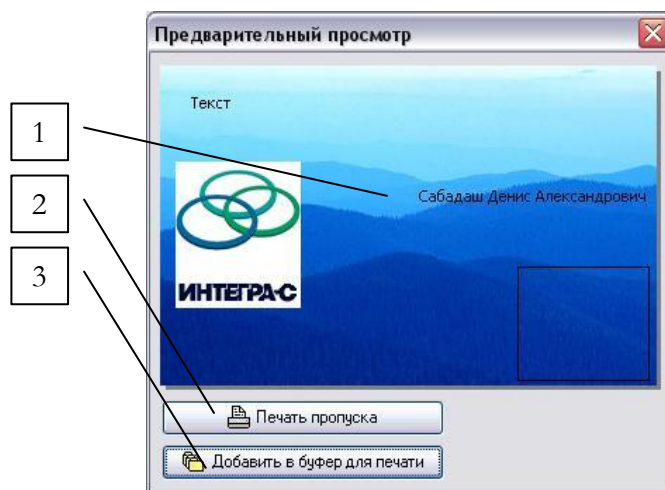 Предварительный просмотр
Текст
1
Сабадаш Денис Александрович
2
3
ИНТЕГРА-С
Печать пропуска
Добавить в буфер для печати